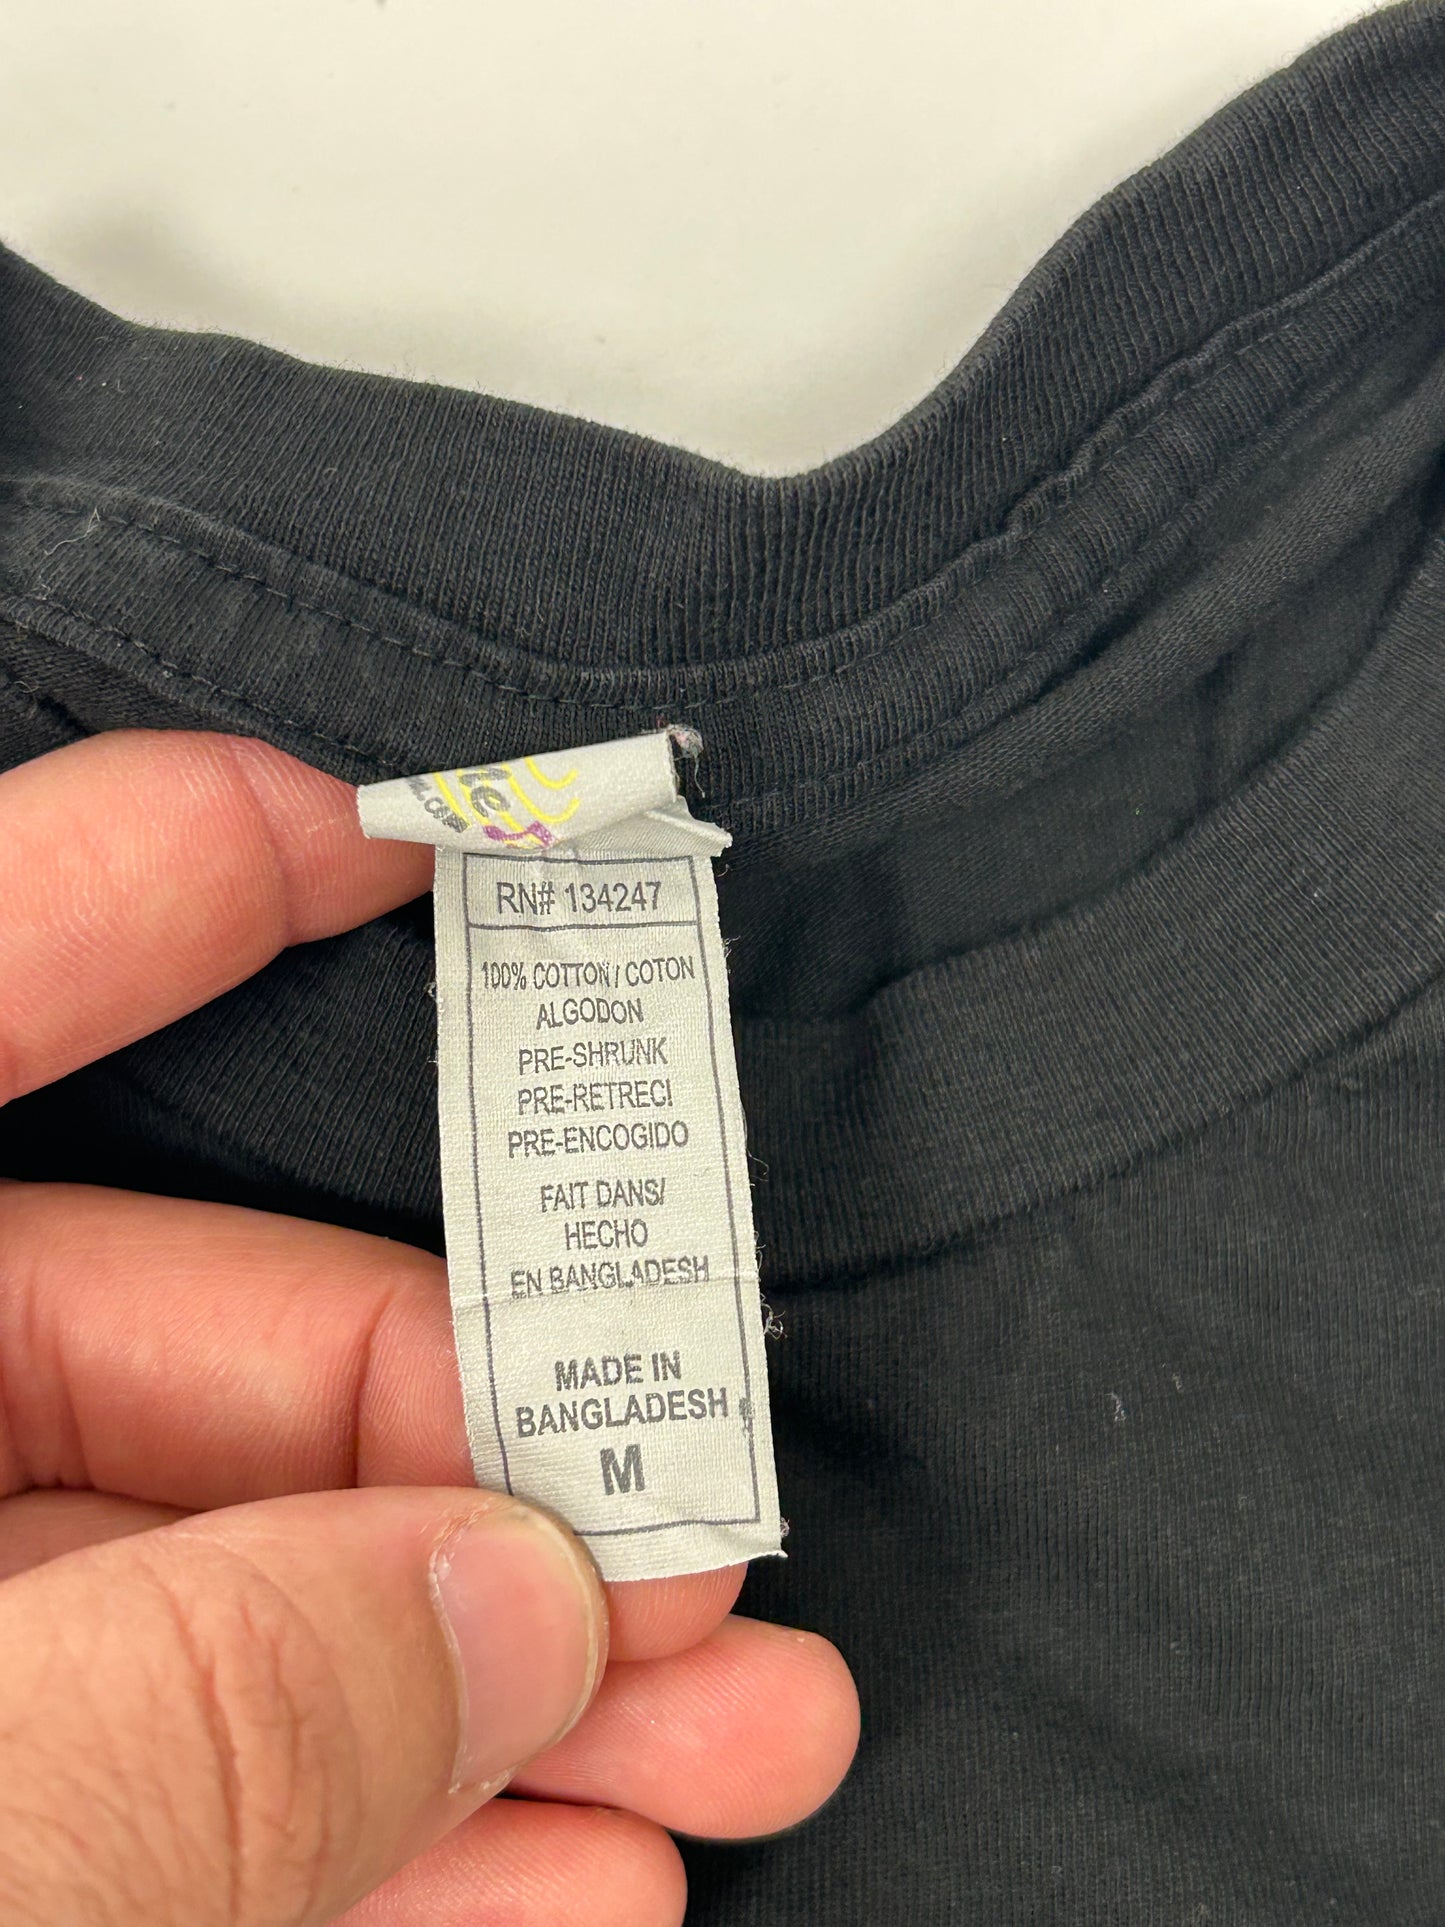 RN# 134247
100% COTTON / COTON
ALGODON
PRE-SHRUNK
PRE-RETRECI
PRE-ENCOGIDO
FAIT DANS/
HECHO
EN BANGLADESH
MADE IN
BANGLADESH
M